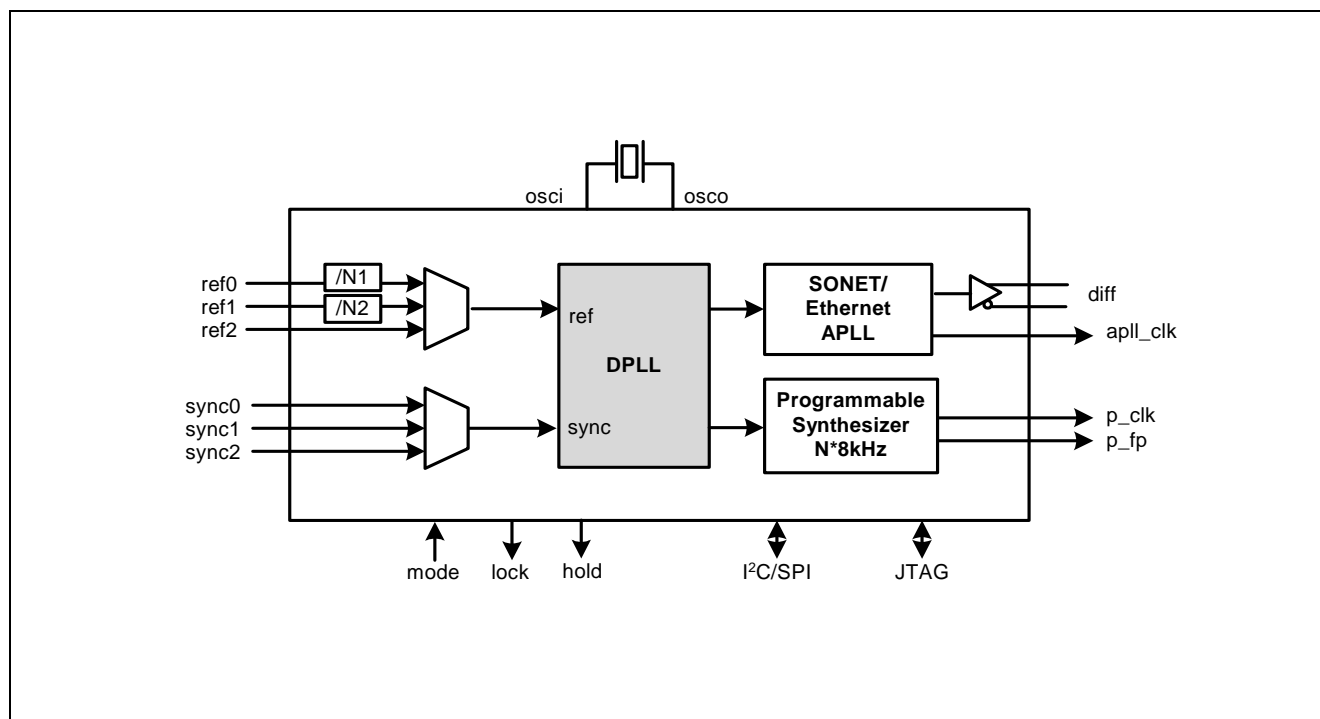 osci
osco
ref0
ref1
ref2
/N1
/N2
ref
DPLL
sync
SONET/
Ethernet
APLL
diff
apll_clk
sync0
sync1
sync2
Programmable
Synthesizer
N*8kHz
p_clk
p_fp
mode
lock
hold
I²C/SPI
JTAG